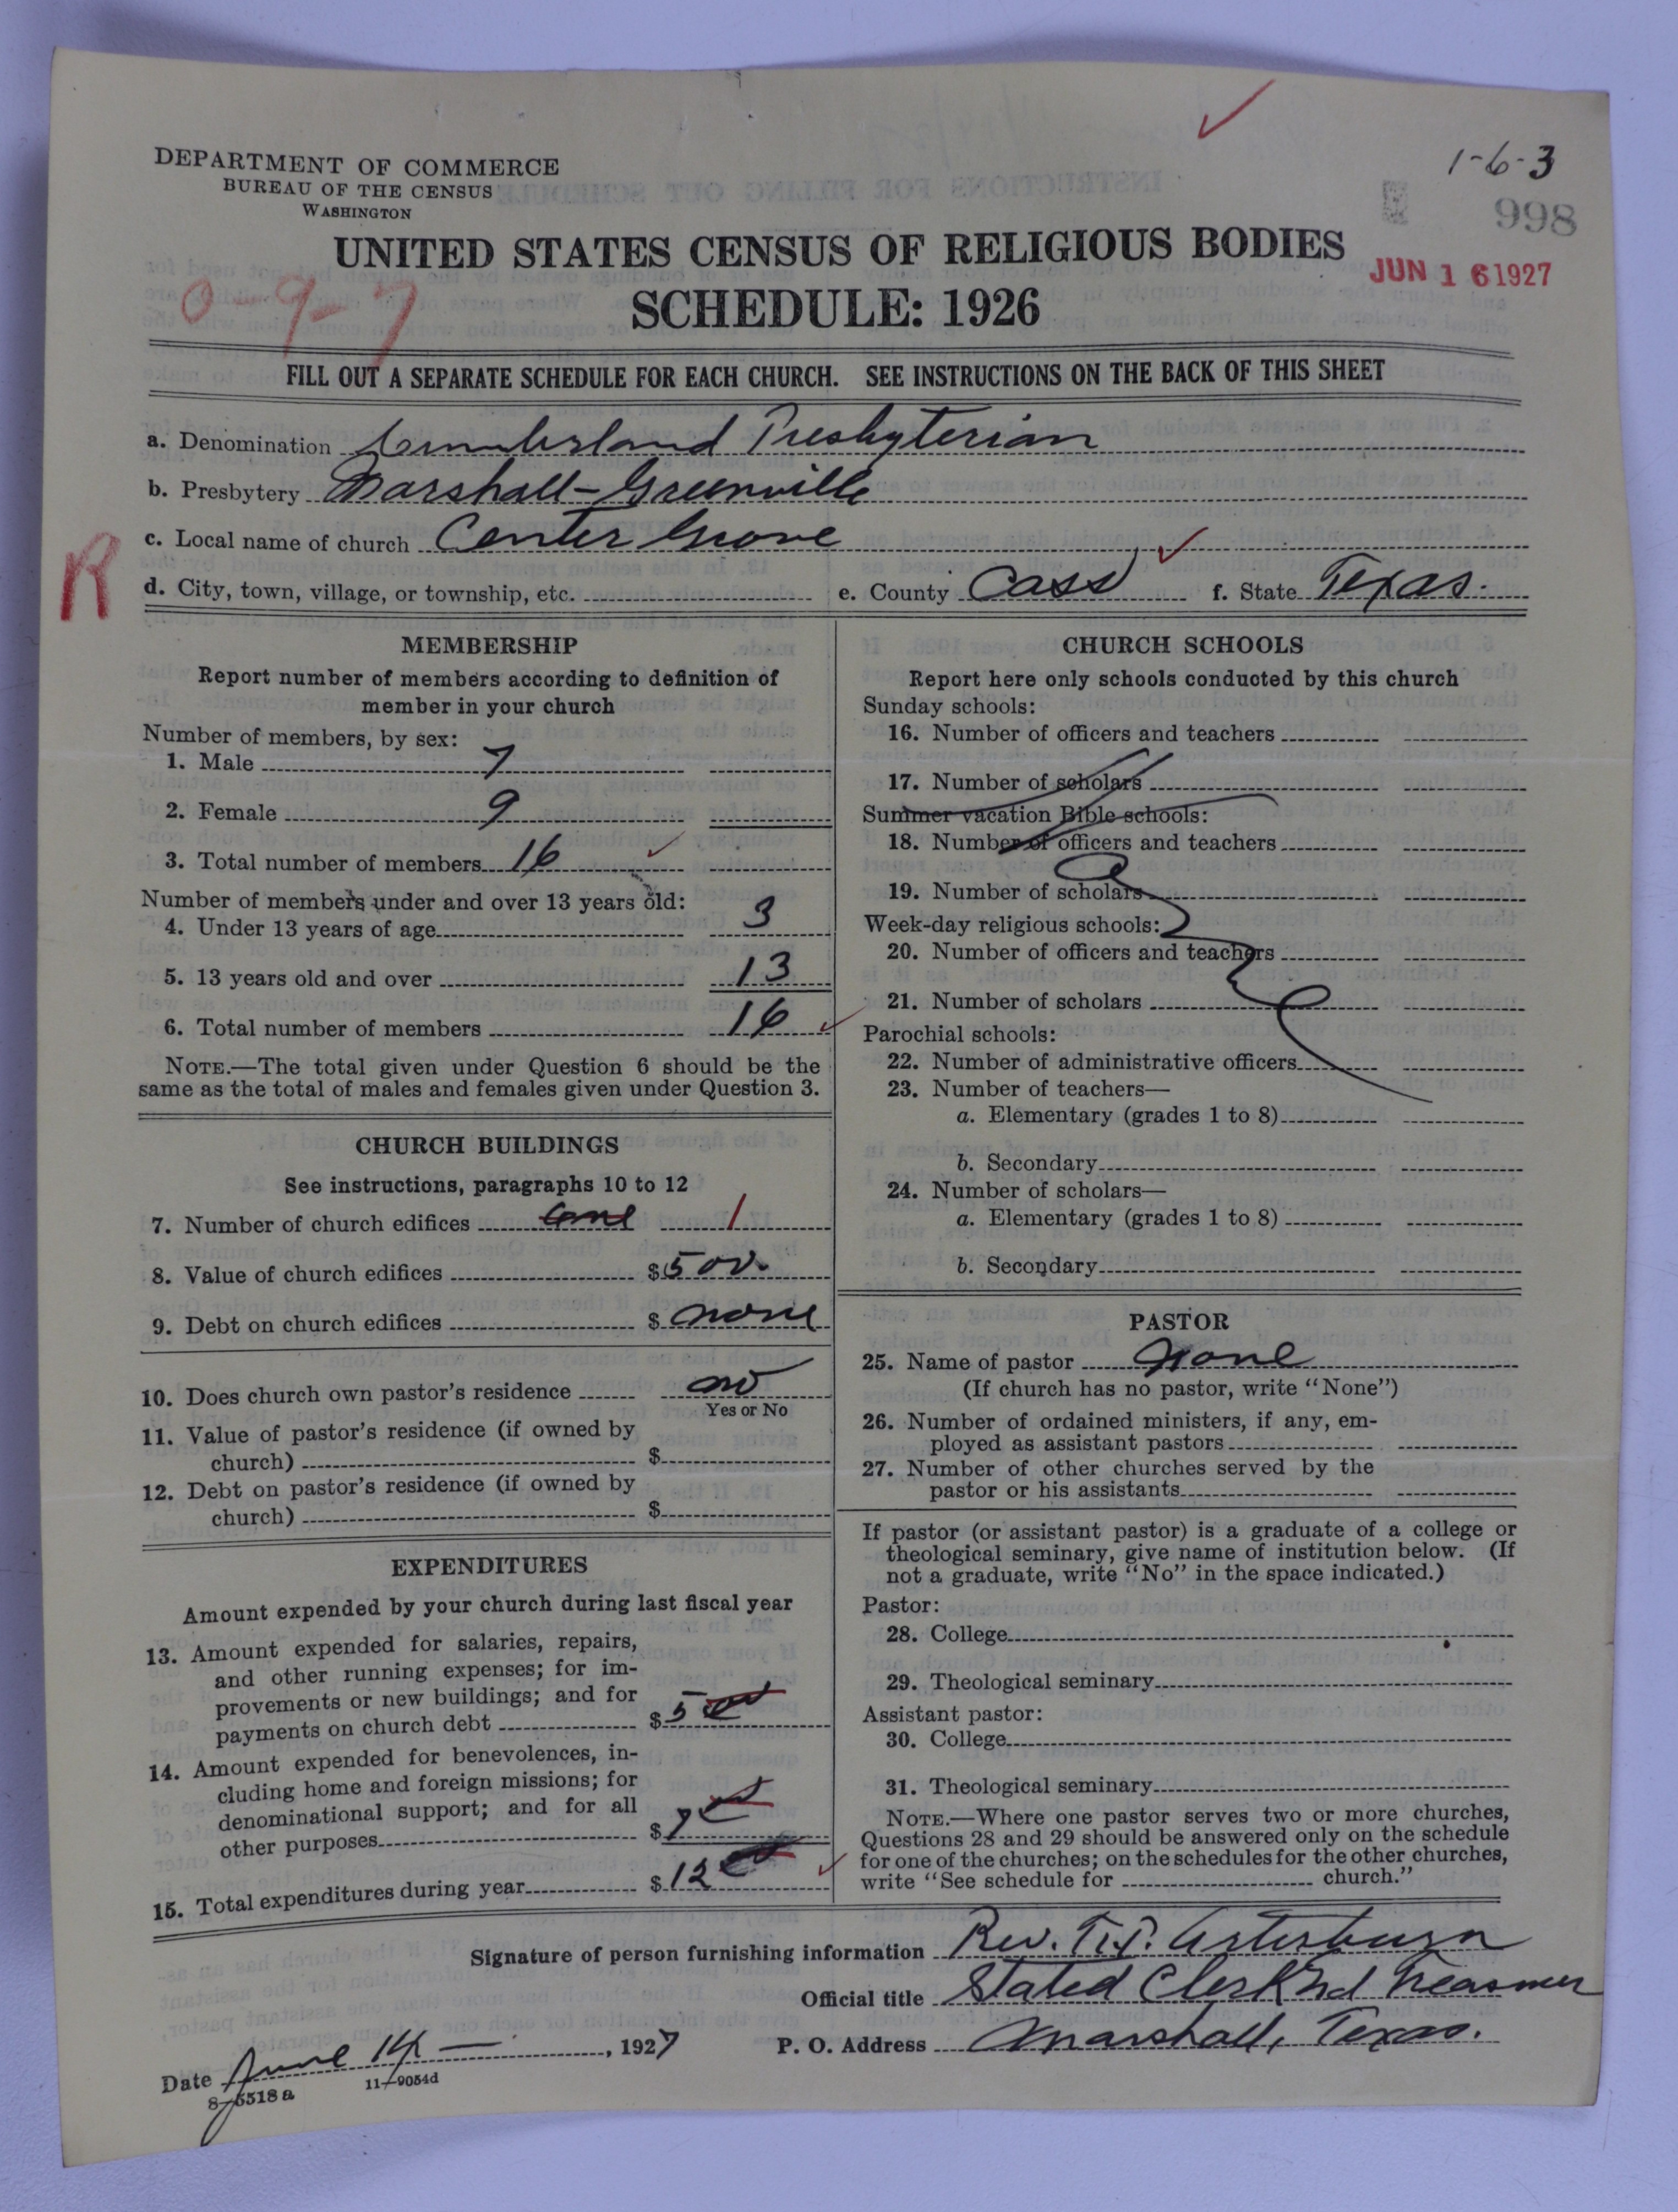 1-6-3
DEPARTMENT OF COMMERCE
BUREAU OF THE CENSUS
WASHINGTON
998
UNITED STATES CENSUS OF RELIGIOUS BODIES
JUN 16 1927
SCHEDULE: 1926
0-9-7
FILL OUT A SEPARATE SCHEDULE FOR EACH CHURCH. SEE INSTRUCTIONS ON THE BACK OF THIS SHEET
a. Denomination Cumberland Presbyterian
b. Presbytery Marshall-Greenville
c. Local name of church Center Grove
R
d. City, town, village, or township, etc. e. County Cass f. State Texas.
MEMBERSHIP
Report number of members according to definition of
member in your church
Number of members, by sex:
1. Male 7
2. Female 9
3. Total number of members 16
Number of members under and over 13 years old:
4. Under 13 years of age 3
5. 13 years old and over 13
6. Total number of members 16
NOTE.—The total given under Question 6 should be the
same as the total of males and females given under Question 3.
CHURCH BUILDINGS
See instructions, paragraphs 10 to 12
7. Number of church edifices one 1
8. Value of church edifices $500.
9. Debt on church edifices $ none
10. Does church own pastor's residence no
Yes or No
11. Value of pastor's residence (if owned by
church) $
12. Debt on pastor's residence (if owned by
church) $
EXPENDITURES
Amount expended by your church during last fiscal year
13. Amount expended for salaries, repairs,
and other running expenses; for im-
provements or new buildings; and for
payments on church debt $5
14. Amount expended for benevolences, in-
cluding home and foreign missions; for
denominational support; and for all
other purposes $7
15. Total expenditures during year $12
CHURCH SCHOOLS
Report here only schools conducted by this church
Sunday schools:
16. Number of officers and teachers
17. Number of scholars
Summer vacation Bible schools:
18. Number of officers and teachers
19. Number of scholars
Week-day religious schools:
20. Number of officers and teachers
21. Number of scholars
Parochial schools:
22. Number of administrative officers
23. Number of teachers—
a. Elementary (grades 1 to 8)
b. Secondary
24. Number of scholars—
a. Elementary (grades 1 to 8)
b. Secondary
PASTOR
25. Name of pastor None
(If church has no pastor, write "None")
26. Number of ordained ministers, if any, em-
ployed as assistant pastors
27. Number of other churches served by the
pastor or his assistants
If pastor (or assistant pastor) is a graduate of a college or
theological seminary, give name of institution below. (If
not a graduate, write "No" in the space indicated.)
Pastor:
28. College
29. Theological seminary
Assistant pastor:
30. College
31. Theological seminary
NOTE.—Where one pastor serves two or more churches,
Questions 28 and 29 should be answered only on the schedule
for one of the churches; on the schedules for the other churches,
write "See schedule for church."
Signature of person furnishing information Rev. Arterburn
Official title Stated Clerk Treasurer
Date June 14 — , 1927 P. O. Address Marshall, Texas.
8-5518 a 11-9054d